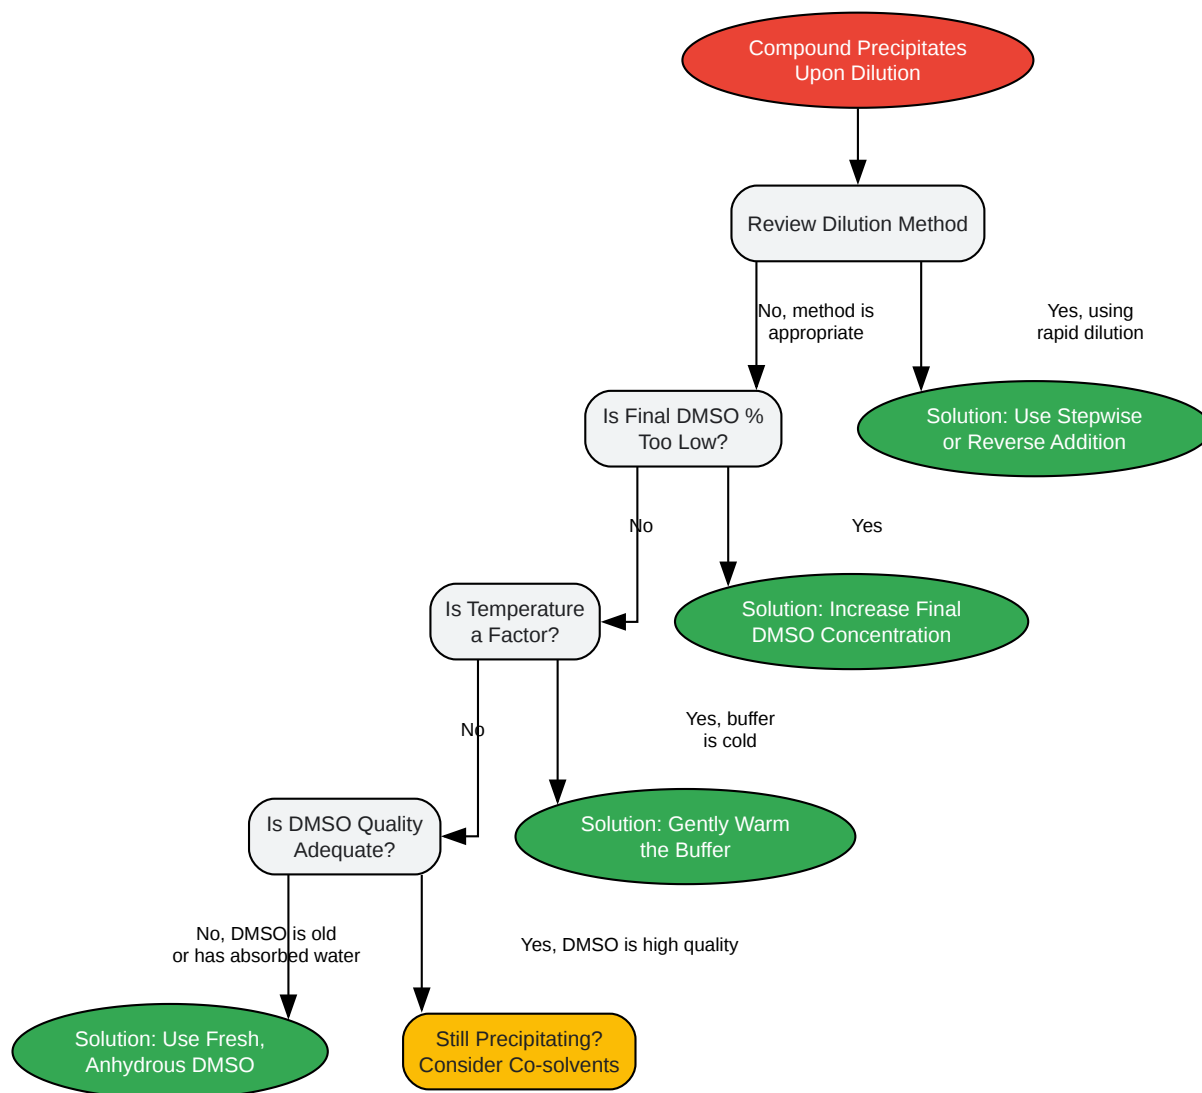 Compound Precipitates
Upon Dilution
Review Dilution Method
No, method is
appropriate
Yes, using
rapid dilution
Is Final DMSO %
Too Low?
Solution: Use Stepwise
or Reverse Addition
No
Yes
Is Temperature
a Factor?
Solution: Increase Final
DMSO Concentration
No
Yes, buffer
is cold
Is DMSO Quality
Adequate?
Solution: Gently Warm
the Buffer
No, DMSO is old
or has absorbed water
Yes, DMSO is high quality
Solution: Use Fresh,
Anhydrous DMSO
Still Precipitating?
Consider Co-solvents